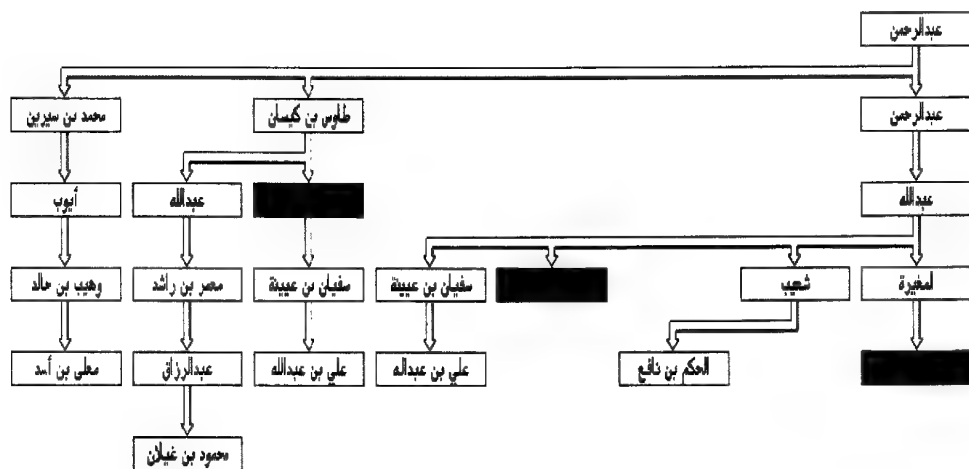 عبدالرحمن
عبدالرحمن
طاوس بن كيسان
محمد بن سيرين
عبدالله
عبدالله
أيوب
لمغيرة
شعيب
سفيان بن عيينة
سفيان بن عيينة
معمر بن راشد
وهيب بن خالد
الحكم بن نافع
علي بن عبداله
علي بن عبدالله
عبدالرزاق
معلى بن أسد
محمود بن غيلان